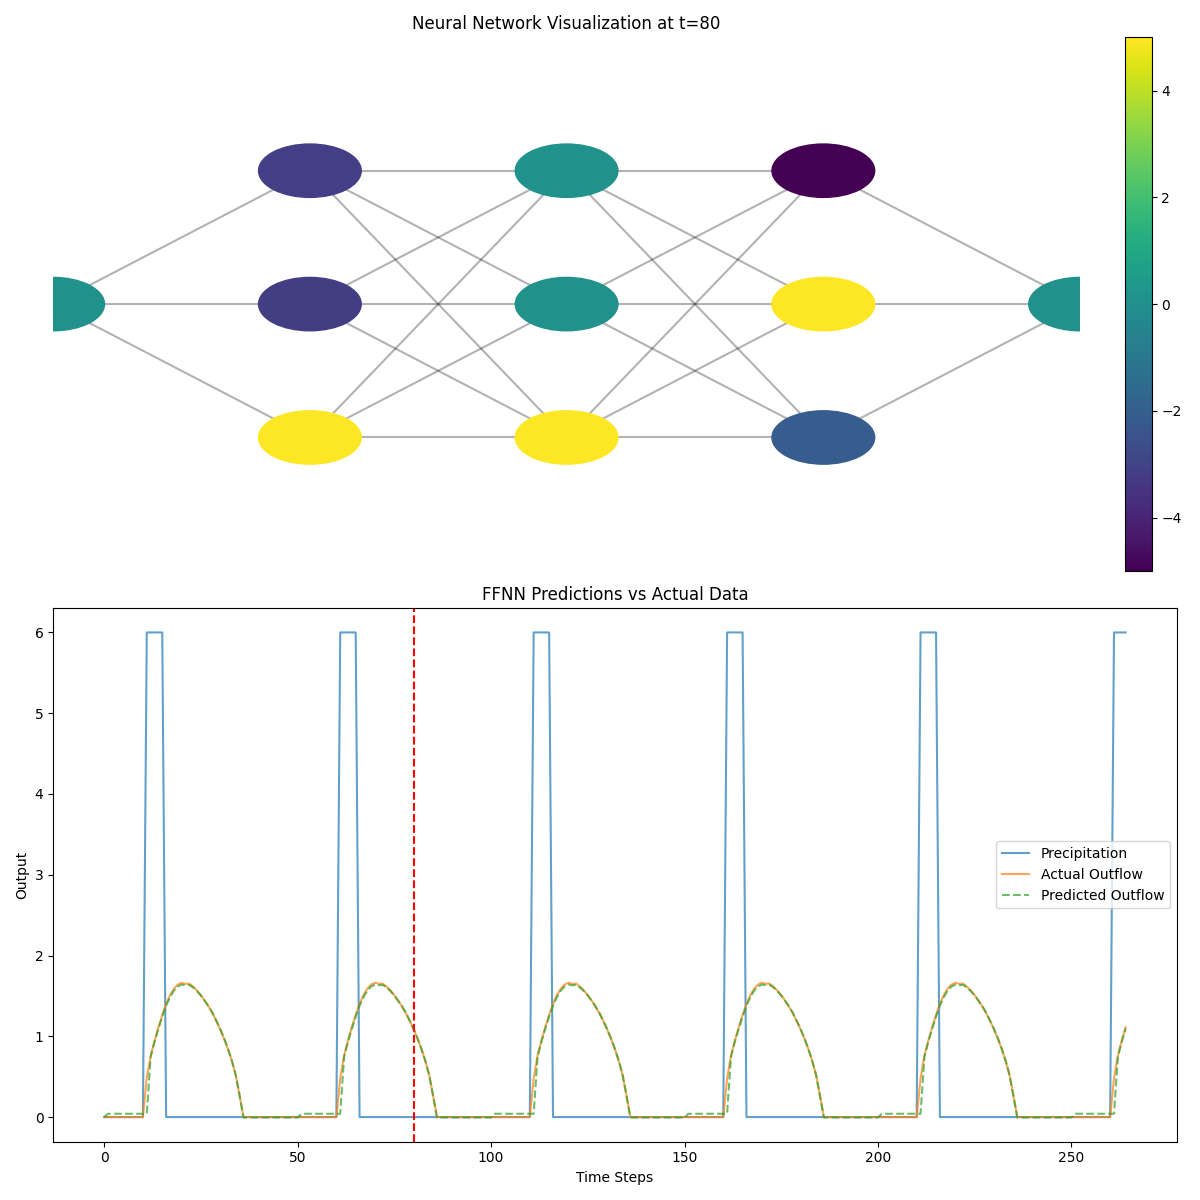 Neural Network Visualization at t=80
4
2
0
−2
−4
FFNN Predictions vs Actual Data
6
5
4
3
2
1
0
Output
Precipitation
Actual Outflow
Predicted Outflow
0 50 100 150 200 250
Time Steps